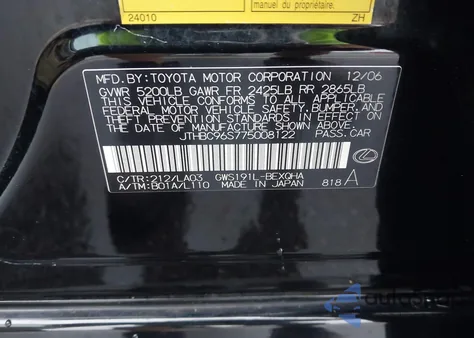 manuel du propriétaire.
24010 ZH
MFD. BY: TOYOTA MOTOR CORPORATION 12/06
GVWR 5200LB GAWR FR 2425LB RR 2865LB
THIS VEHICLE CONFORMS TO ALL APPLICABLE
FEDERAL MOTOR VEHICLE SAFETY, BUMPER, AND
THEFT PREVENTION STANDARDS IN EFFECT ON
THE DATE OF MANUFACTURE SHOWN ABOVE.
JTHBC96S775008122 PASS.CAR
C/TR:212/LA03 GWS191L-BEXQHA
A/TM:B01A/L110 MADE IN JAPAN 818 A